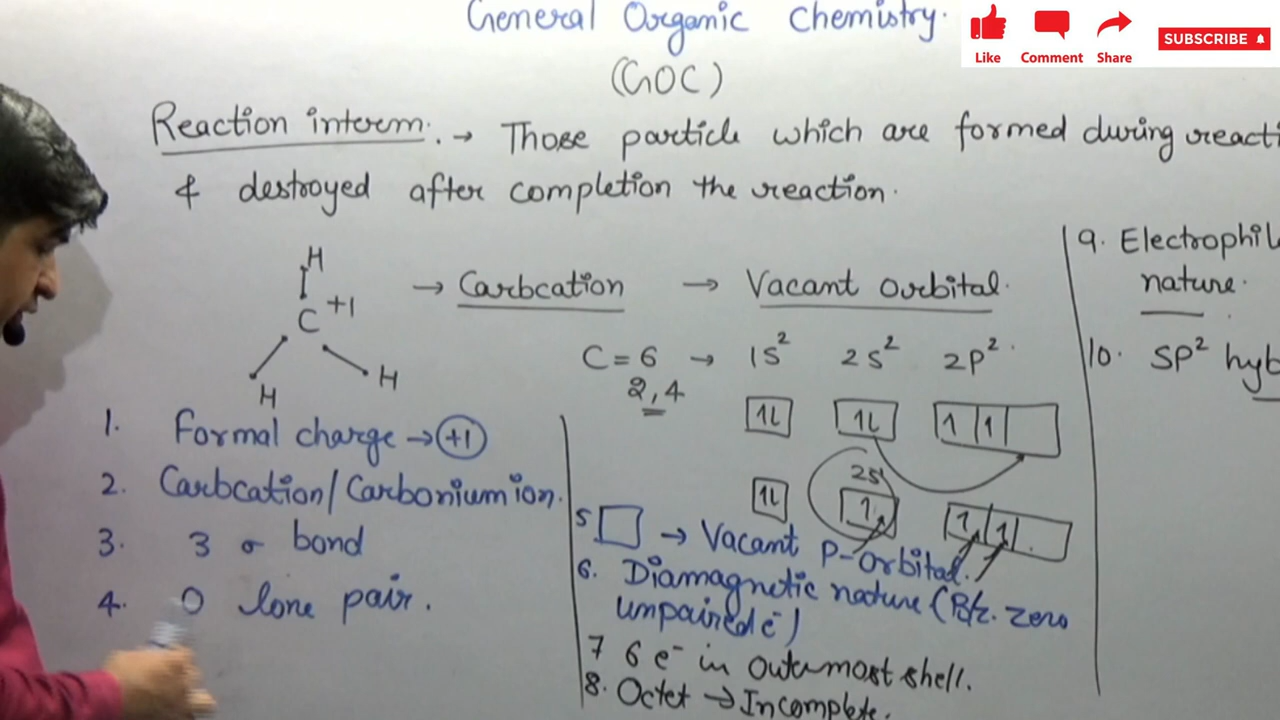 General Organic Chemistry.
(GOC)
Like Comment Share SUBSCRIBE
Reaction interm. → Those particle which are formed during reacti
& destroyed after completion the reaction.
H
C +1
H H
→ Carbcation → Vacant orbital.
C = 6 → 1S² 2S² 2P².
2,4
1. Formal charge → +1
2. Carbcation/Carboniumion.
3. 3 σ bond
4. 0 lone pair.
2S¹
5 □ → Vacant P-orbital.
6. Diamagnetic nature (B/z. zero
unpaired e⁻)
7 6 e⁻ in outermost shell.
8. Octet → Incomplete.
9. Electrophil
nature.
10. SP² hyb